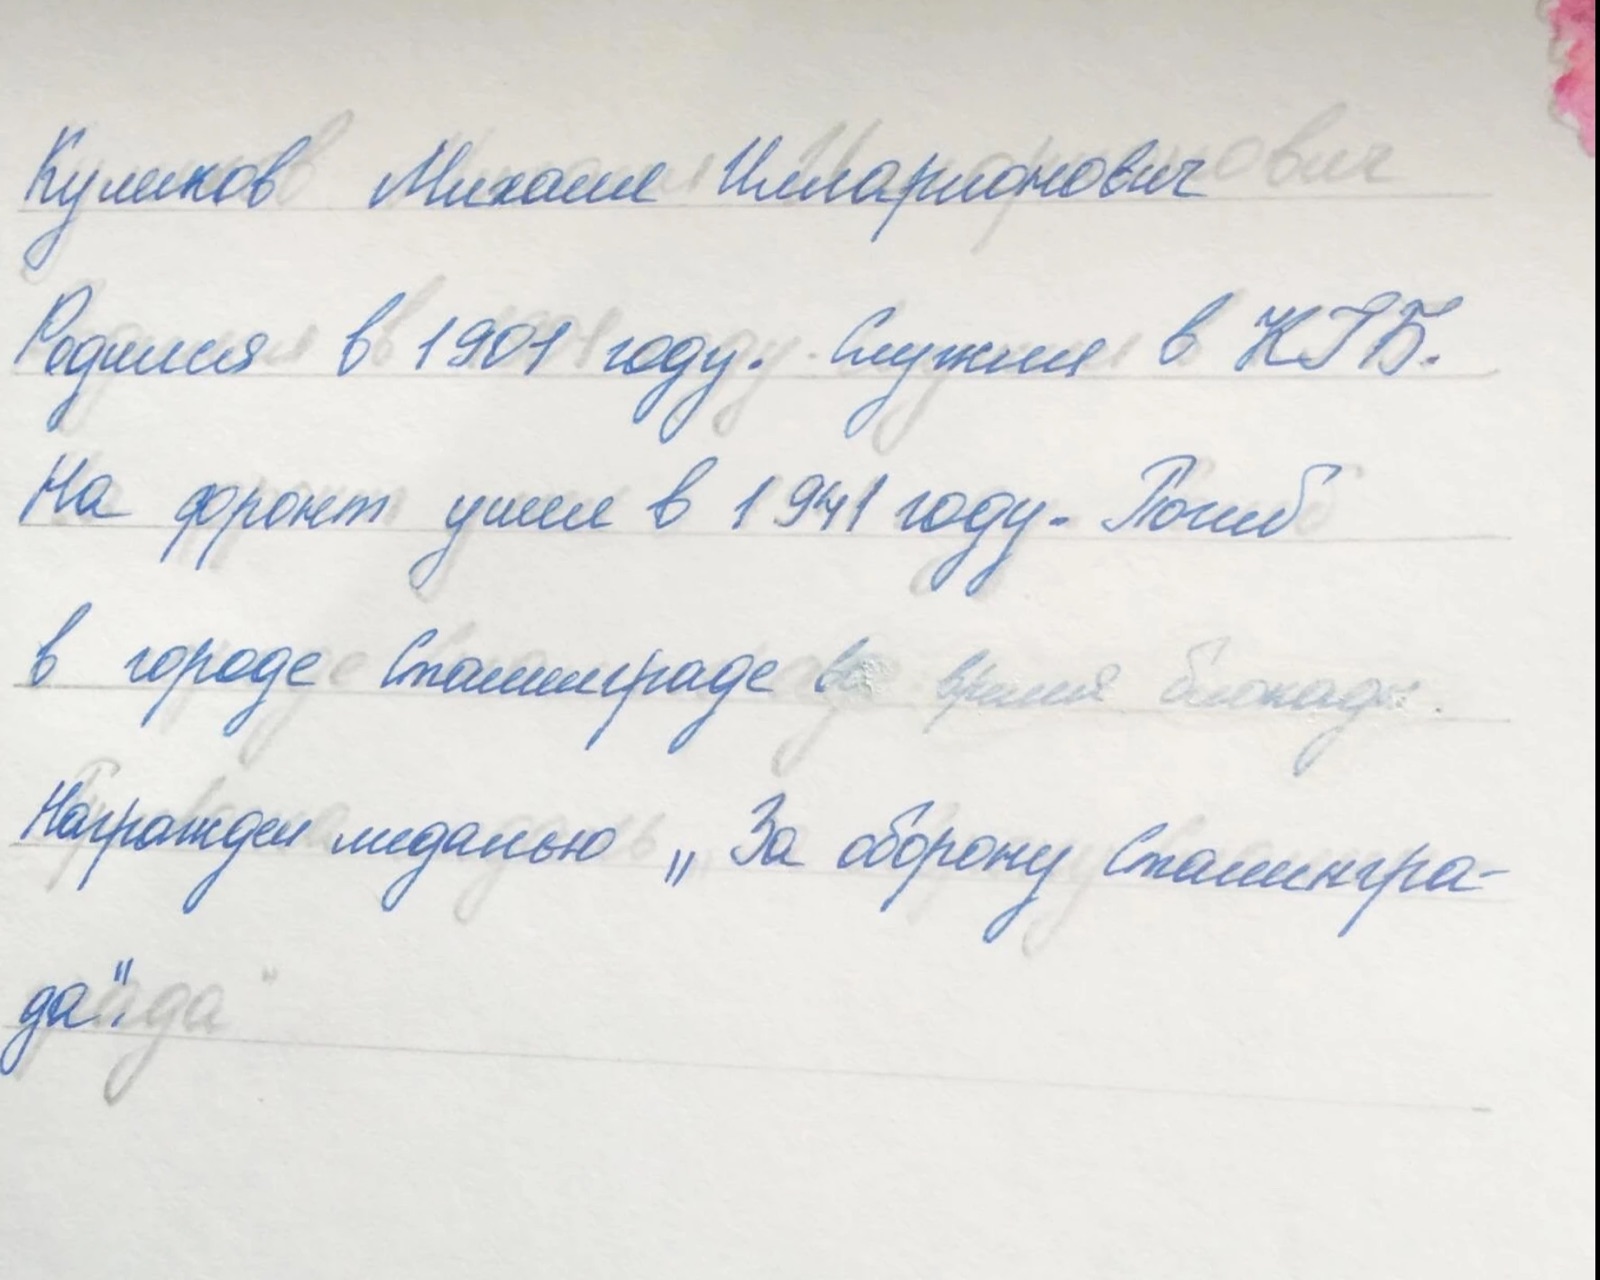 Куликов Михаил Илларионович
Родился в 1901 году. Служил в КГБ.
На фронт ушел в 1941 году. Погиб
в городе Сталинграде во время блокады.
Награжден медалью „За оборону Сталингра-
да".